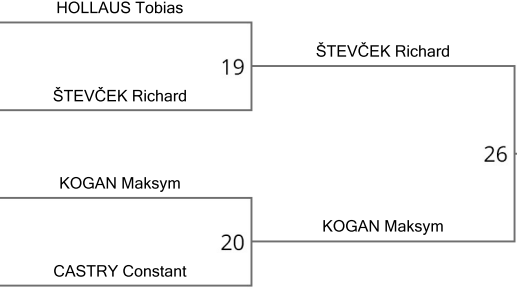 HOLLAUS Tobias
ŠTEVČEK Richard
19
ŠTEVČEK Richard
KOGAN Maksym
26
KOGAN Maksym
20
CASTRY Constant